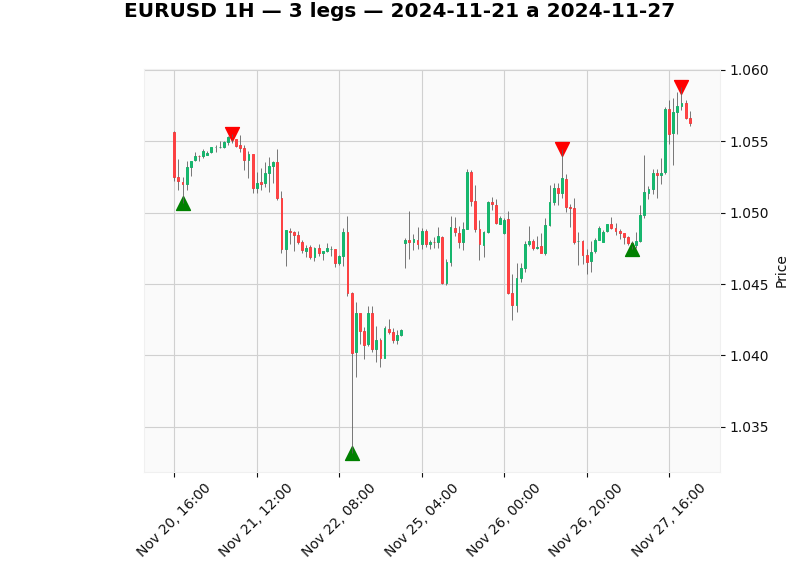 EURUSD 1H — 3 legs — 2024-11-21 a 2024-11-27
1.060
1.055
1.050
1.045
1.040
1.035
Price
Nov 20, 16:00
Nov 21, 12:00
Nov 22, 08:00
Nov 25, 04:00
Nov 26, 00:00
Nov 26, 20:00
Nov 27, 16:00